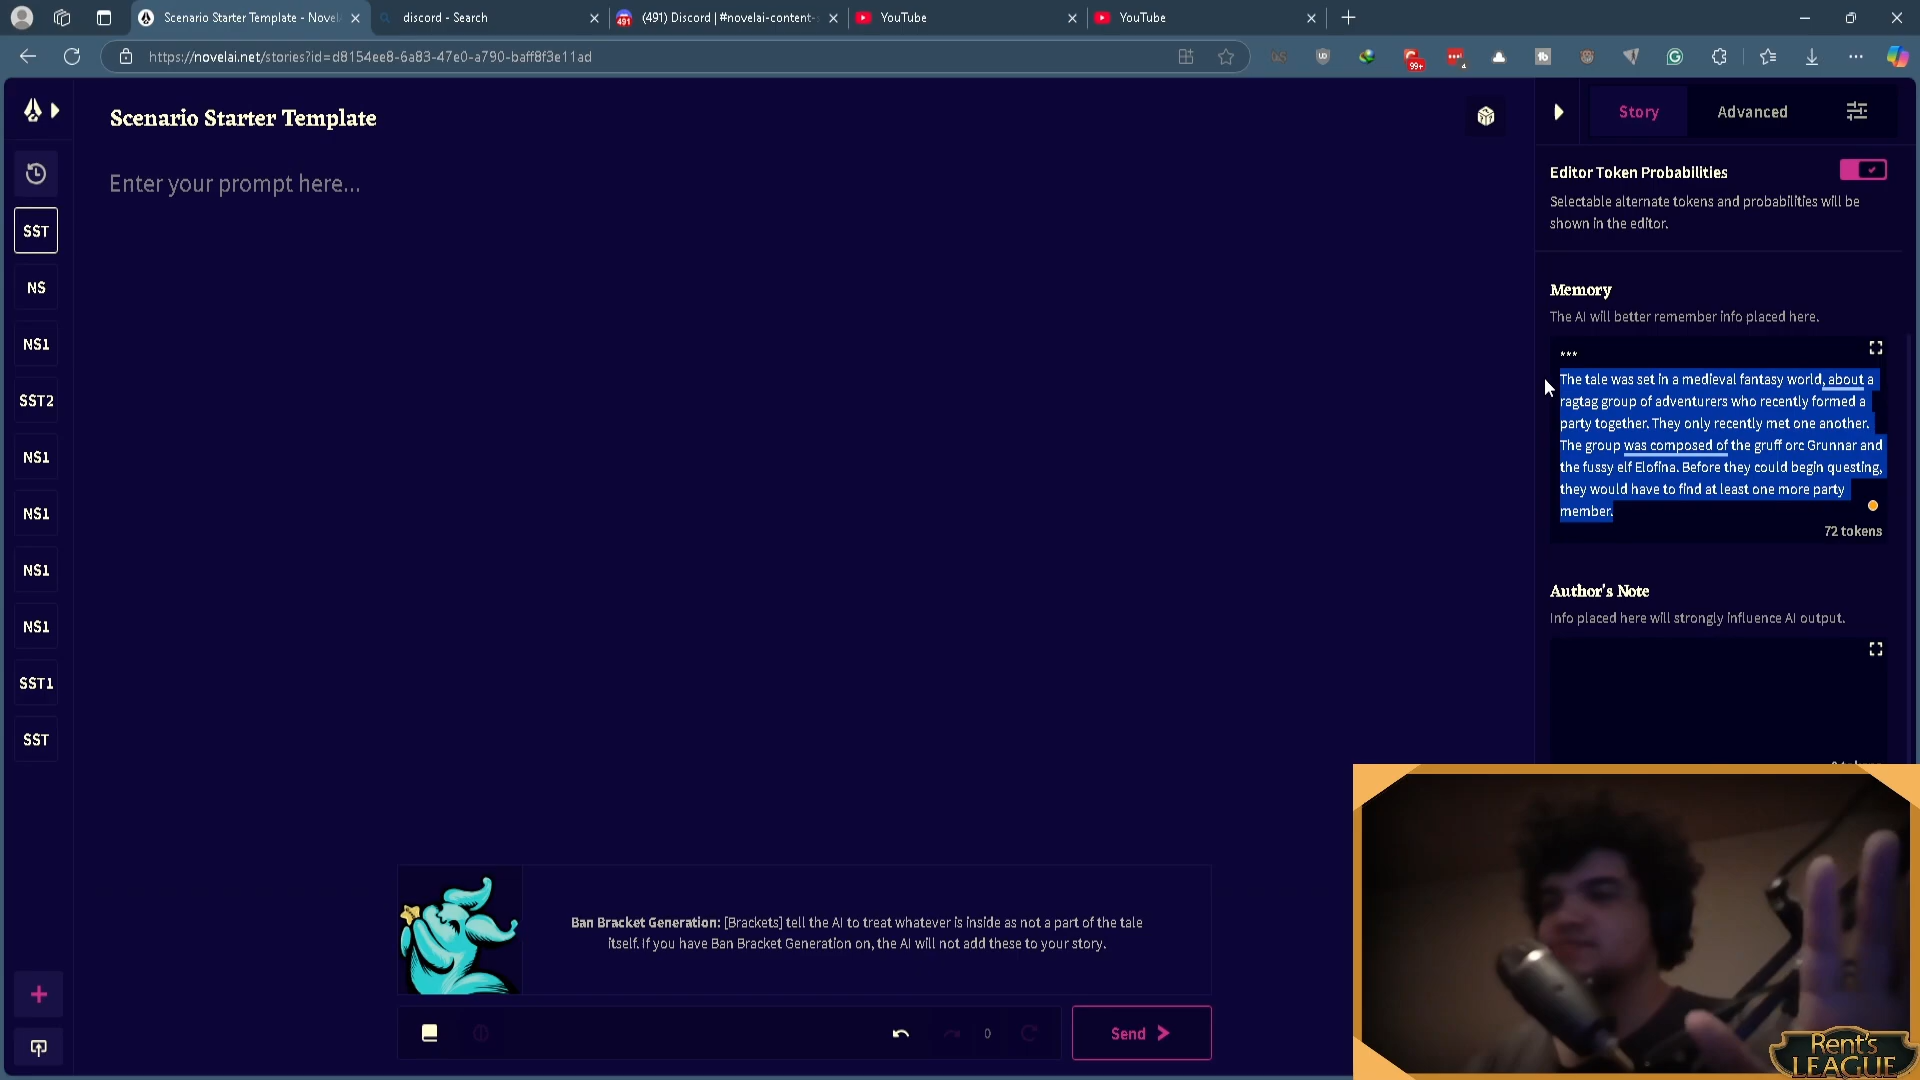 Scenario Starter Template - Novel
discord - Search
491
(491) Discord | #novelai-content-
YouTube
YouTube
https://novelai.net/stories?id=d8154ee8-6a83-47e0-a790-baff8f3e11ad
99+
Scenario Starter Template
Story
Advanced
Enter your prompt here...
Editor Token Probabilities
Selectable alternate tokens and probabilities will be
shown in the editor.
SST
NS
NS1
SST2
NS1
NS1
NS1
NS1
SST1
SST
Memory
The AI will better remember info placed here.
***
The tale was set in a medieval fantasy world, about a
ragtag group of adventurers who recently formed a
party together. They only recently met one another.
The group was composed of the gruff orc Grunnar and
the fussy elf Elofina. Before they could begin questing,
they would have to find at least one more party
member.
72 tokens
Author's Note
Info placed here will strongly influence AI output.
Ban Bracket Generation: [Brackets] tell the AI to treat whatever is inside as not a part of the tale
itself. If you have Ban Bracket Generation on, the AI will not add these to your story.
0
Send
Rent's
LEAGUE